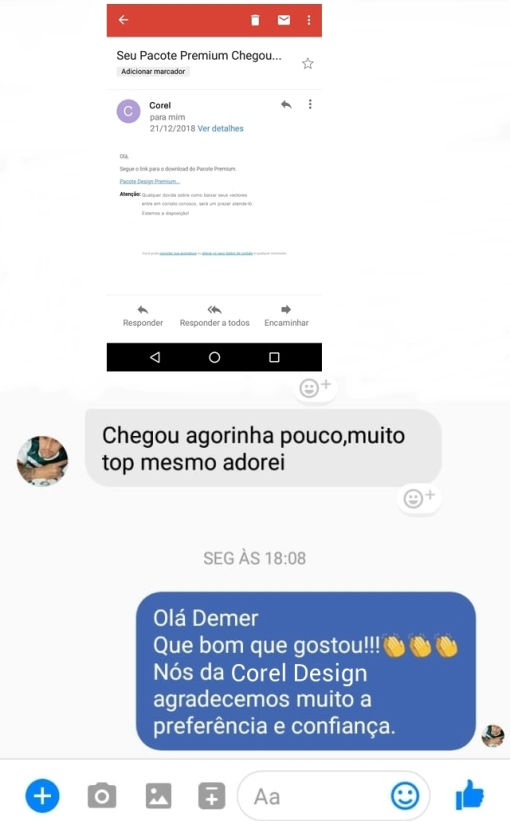 Seu Pacote Premium Chegou...
Adicionar marcador
C
Corel
para mim
21/12/2018 Ver detalhes
Olá,
Segue o link para o download do Pacote Premium.
Pacote Design Premium...
Atenção: Qualquer dúvida sobre como baixar seus vectores
entre em contato conosco, será um prazer atende-lo.
Estamos a disposição!
Responder
Responder a todos
Encaminhar
Chegou agorinha pouco,muito
top mesmo adorei
SEG ÀS 18:08
Olá Demer
Que bom que gostou!!!👏👏👏
Nós da Corel Design
agradecemos muito a
preferência e confiança.
Aa